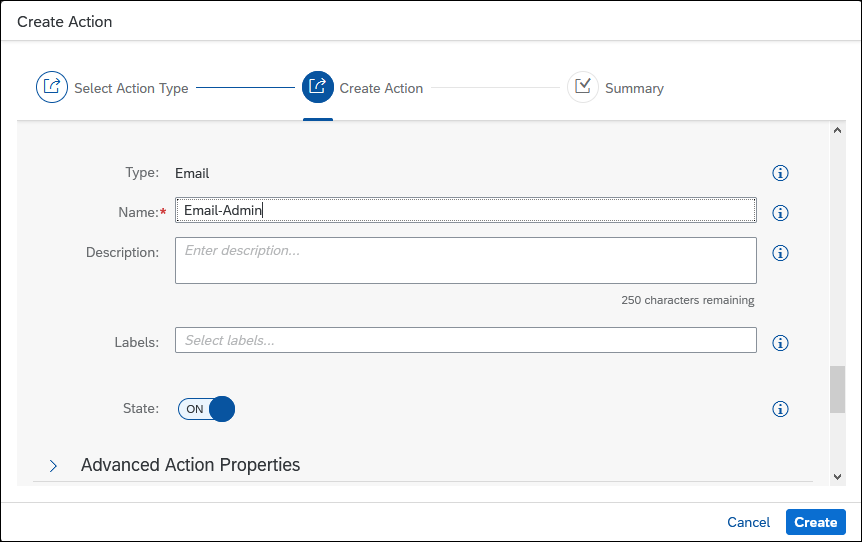 Create Action
Select Action Type
Create Action
Summary
Type: Email
Name:* Email-Admin
Description: Enter description...
250 characters remaining
Labels: Select labels...
State: ON
Advanced Action Properties
Cancel Create